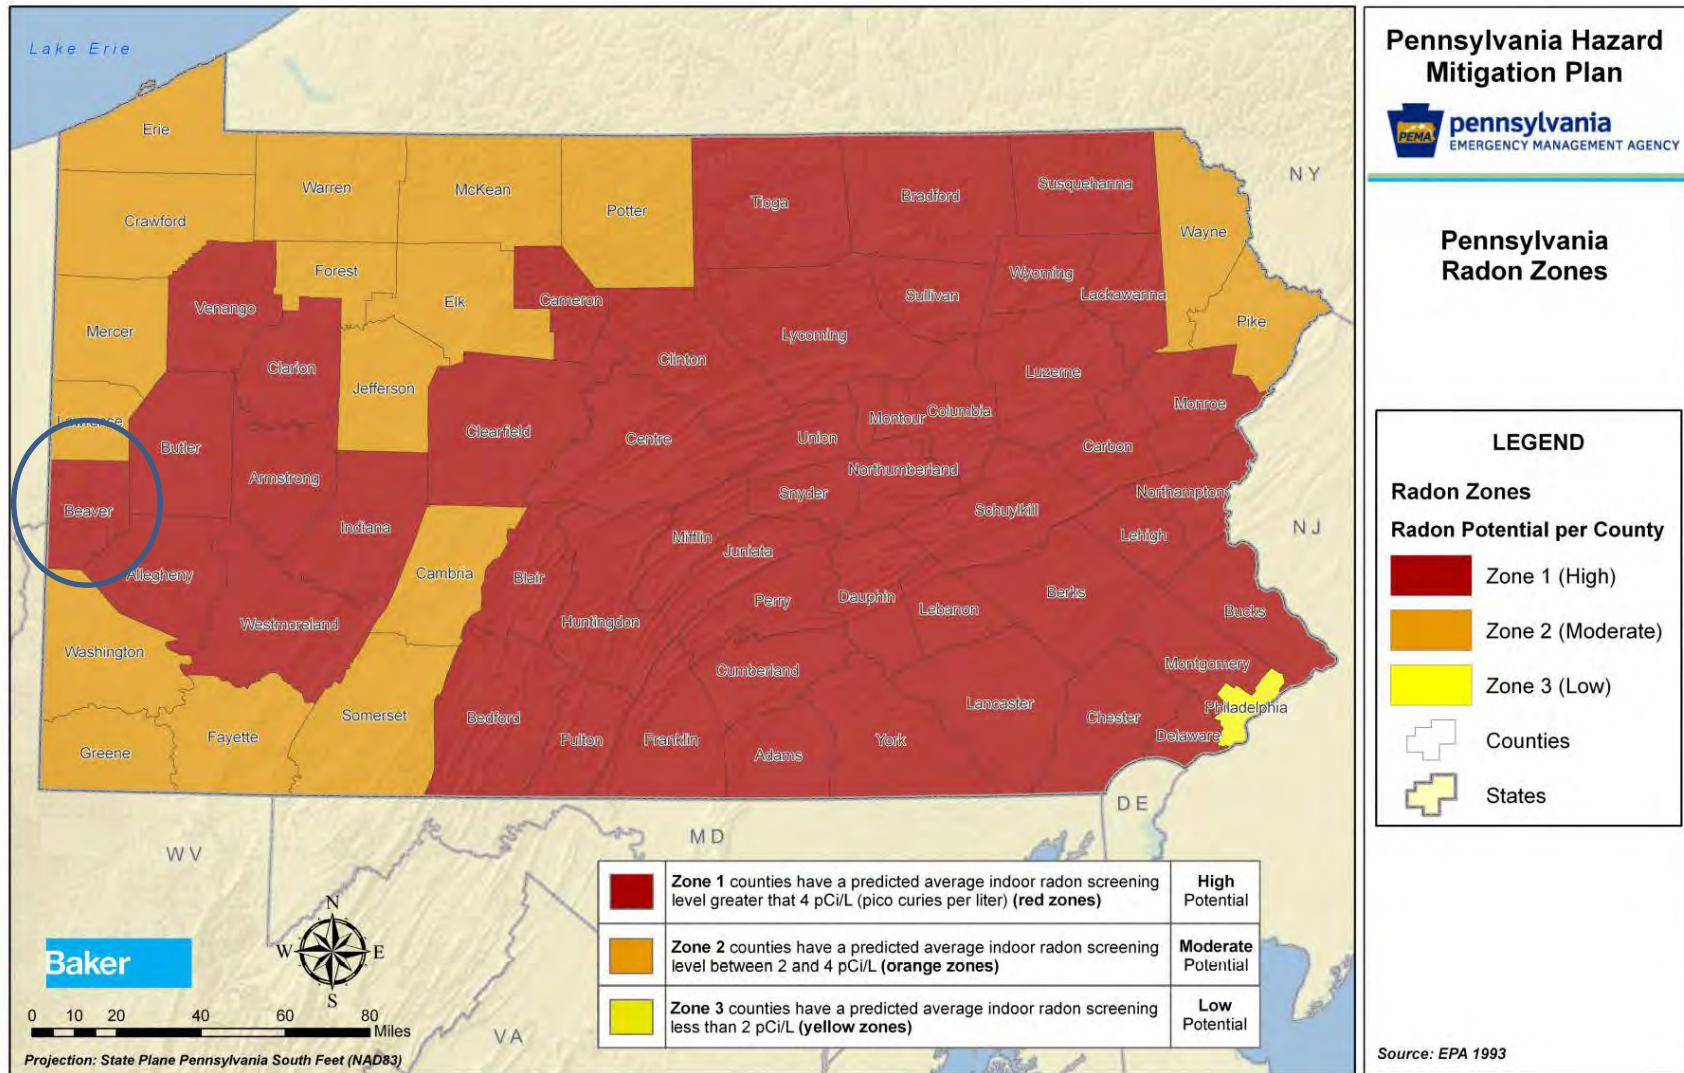 Lake Erie
Erie
Warren
McKean
Potter
Tioga
Bradford
Susquehanna
Wayne
NY
Crawford
Forest
Elk
Cameron
Wyoming
Lackawanna
Sullivan
Pike
Venango
Mercer
Clarion
Jefferson
Clinton
Lycoming
Luzerne
Monroe
Lawrence
Butler
Clearfield
Centre
Union
Montour
Columbia
Carbon
Beaver
Armstrong
Indiana
Northumberland
Snyder
Northampton
Schuylkill
Lehigh
NJ
Mifflin
Juniata
Allegheny
Cambria
Blair
Perry
Dauphin
Lebanon
Berks
Bucks
Westmoreland
Huntingdon
Washington
Cumberland
Montgomery
Greene
Fayette
Somerset
Bedford
Fulton
Franklin
Adams
York
Lancaster
Chester
Delaware
Philadelphia
WV
MD
DE
VA
Zone 1 counties have a predicted average indoor radon screening
level greater that 4 pCi/L (pico curies per liter) (red zones)
High
Potential
Zone 2 counties have a predicted average indoor radon screening
level between 2 and 4 pCi/L (orange zones)
Moderate
Potential
Zone 3 counties have a predicted average indoor radon screening
less than 2 pCi/L (yellow zones)
Low
Potential
Baker
N
W E
S
0 10 20 40 60 80
Miles
Projection: State Plane Pennsylvania South Feet (NAD83)
Pennsylvania Hazard
Mitigation Plan
PEMA
pennsylvania
EMERGENCY MANAGEMENT AGENCY
Pennsylvania
Radon Zones
LEGEND
Radon Zones
Radon Potential per County
Zone 1 (High)
Zone 2 (Moderate)
Zone 3 (Low)
Counties
States
Source: EPA 1993